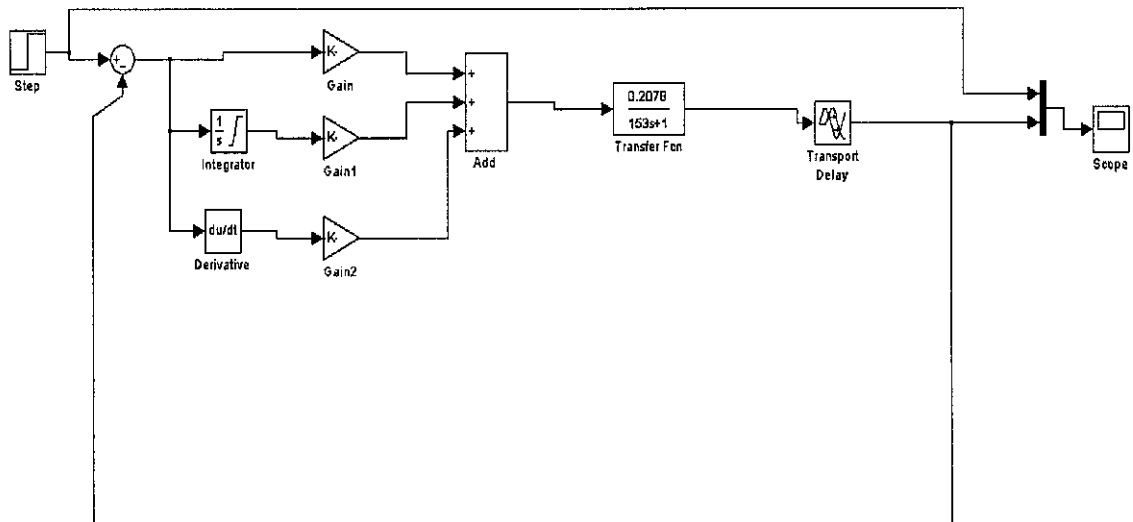 Step
+
-
K-
Gain
1
s
Integrator
K-
Gain1
du/dt
Derivative
K-
Gain2
+
+
+
Add
0.2078
153s+1
Transfer Fcn
Transport
Delay
Scope